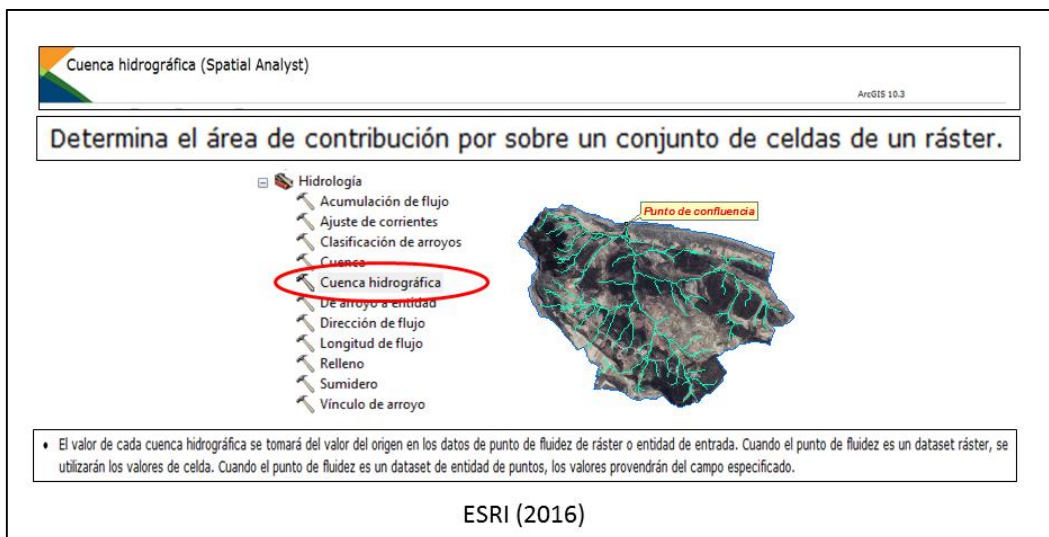 Cuenca hidrográfica (Spatial Analyst)
ArcGIS 10.3
Determina el área de contribución por sobre un conjunto de celdas de un ráster.
Hidrología
Acumulación de flujo
Ajuste de corrientes
Clasificación de arroyos
Cuenca
Cuenca hidrográfica
De arroyo a entidad
Dirección de flujo
Longitud de flujo
Relleno
Sumidero
Vínculo de arroyo
Punto de confluencia
• El valor de cada cuenca hidrográfica se tomará del valor del origen en los datos de punto de fluidez de ráster o entidad de entrada. Cuando el punto de fluidez es un dataset ráster, se
utilizarán los valores de celda. Cuando el punto de fluidez es un dataset de entidad de puntos, los valores provendrán del campo especificado.
ESRI (2016)